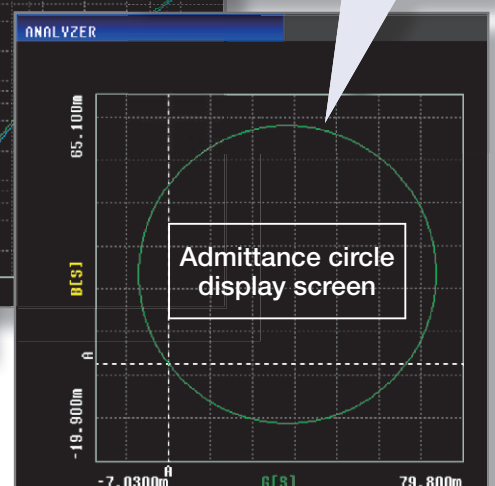 ANALYZER
65.100m
B[S]
A
-19.900m
Admittance circle
display screen
A
-7.0300m
G[S]
79.800m